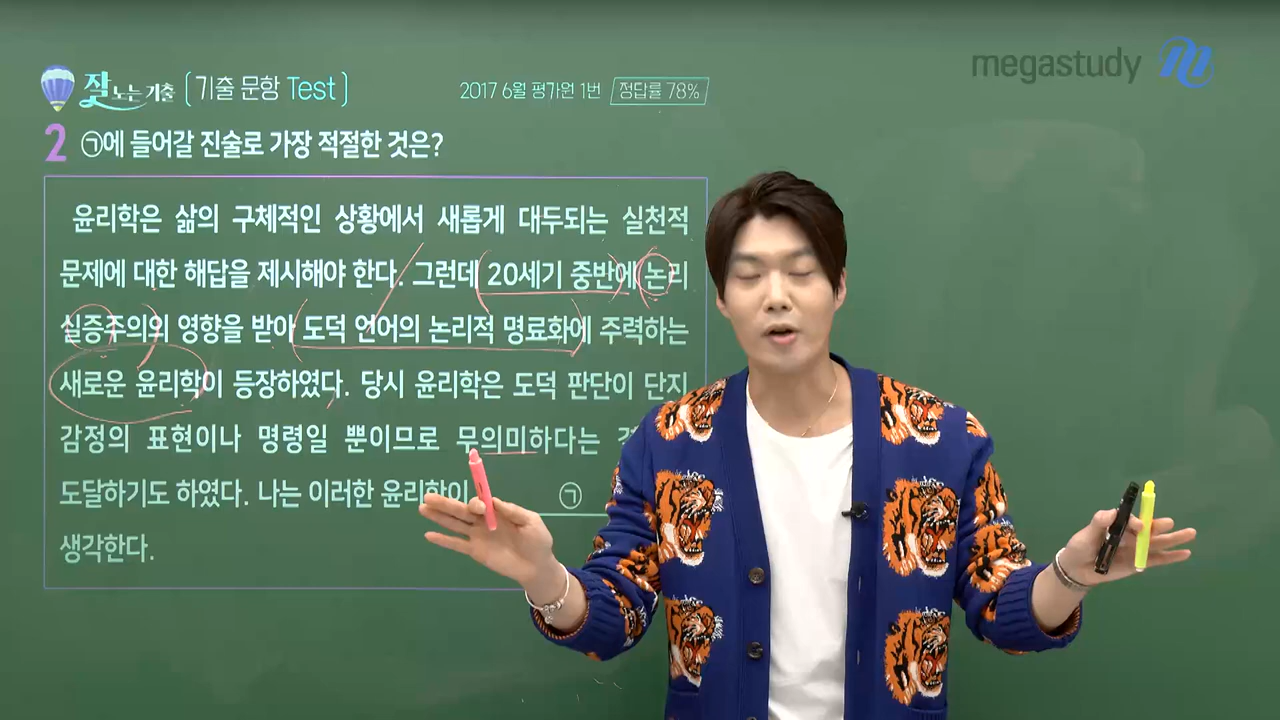 megastudy
잘 노는 기출 [기출 문항 Test]
2017 6월 평가원 1번 정답률 78%
2 ㉠에 들어갈 진술로 가장 적절한 것은?
윤리학은 삶의 구체적인 상황에서 새롭게 대두되는 실천적
문제에 대한 해답을 제시해야 한다. 그런데 20세기 중반에 논리
실증주의의 영향을 받아 도덕 언어의 논리적 명료화에 주력하는
새로운 윤리학이 등장하였다. 당시 윤리학은 도덕 판단이 단지
감정의 표현이나 명령일 뿐이므로 무의미하다는
도달하기도 하였다. 나는 이러한 윤리학이 ㉠
생각한다.